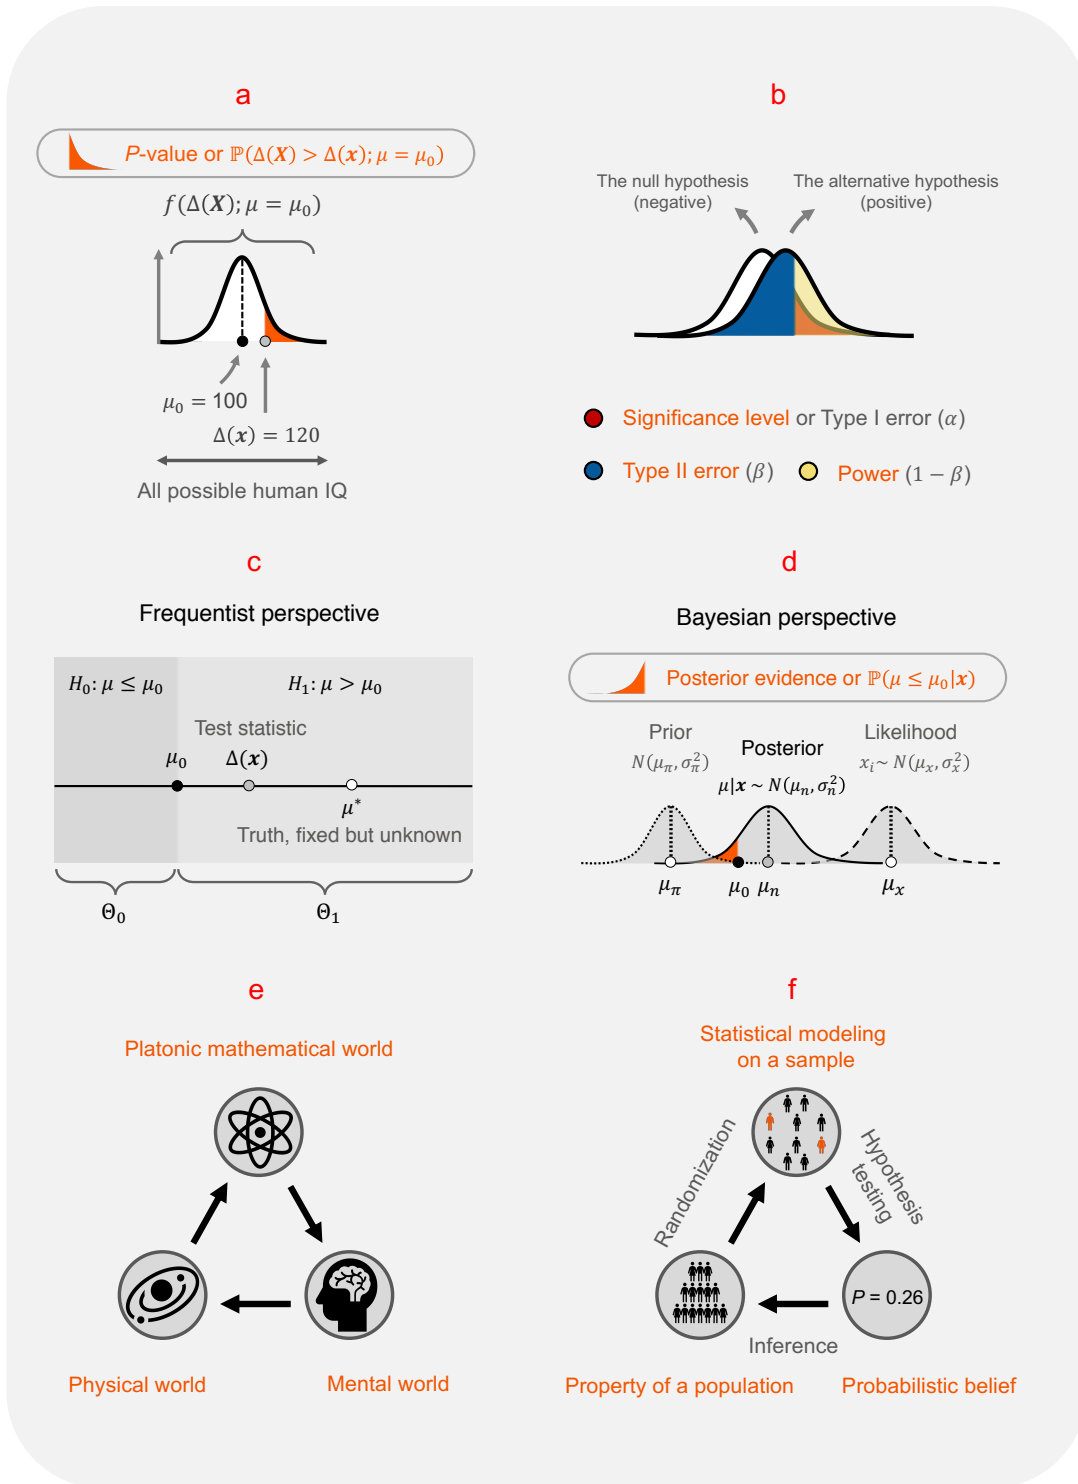 a
P-value or ℙ(Δ(X) > Δ(x); μ = μ₀)
f(Δ(X); μ = μ₀)
μ₀ = 100
Δ(x) = 120
All possible human IQ
b
The null hypothesis
(negative)
The alternative hypothesis
(positive)
Significance level or Type I error (α)
Type II error (β)
Power (1 − β)
c
Frequentist perspective
H₀: μ ≤ μ₀
H₁: μ > μ₀
Test statistic
μ₀
Δ(x)
μ*
Truth, fixed but unknown
Θ₀
Θ₁
d
Bayesian perspective
Posterior evidence or ℙ(μ ≤ μ₀|x)
Prior
N(μ_π, σ_π²)
Posterior
μ|x ~ N(μₙ, σₙ²)
Likelihood
xᵢ ~ N(μₓ, σₓ²)
μ_π
μ₀
μₙ
μₓ
e
Platonic mathematical world
Physical world
Mental world
f
Statistical modeling
on a sample
Randomization
Hypothesis
testing
P = 0.26
Inference
Property of a population
Probabilistic belief